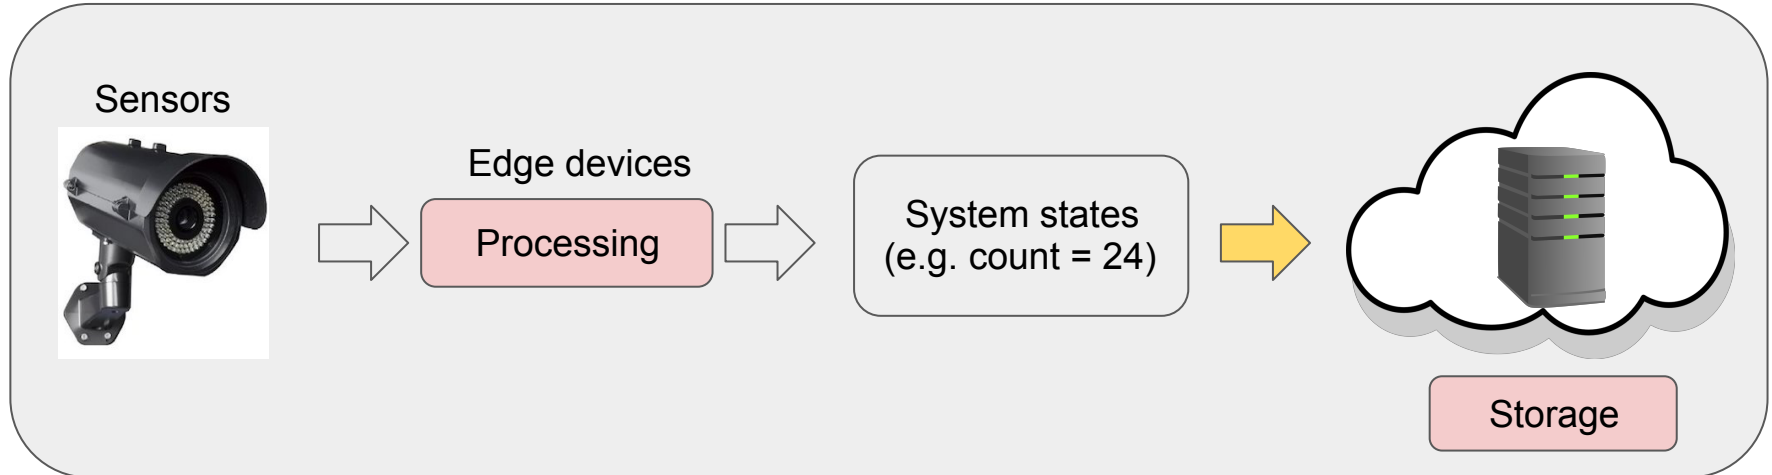 Sensors
Edge devices
Processing
System states
(e.g. count = 24)
Storage